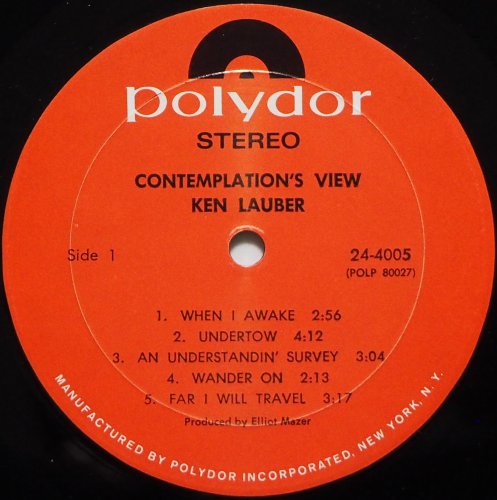 polydor
STEREO
CONTEMPLATION'S VIEW
KEN LAUBER
Side 1
24-4005
(POLP 80027)
1. WHEN I AWAKE 2:56
2. UNDERTOW 4:12
3. AN UNDERSTANDIN' SURVEY 3:04
4. WANDER ON 2:13
5. FAR I WILL TRAVEL 3:17
Produced by Elliot Mazer
MANUFACTURED BY POLYDOR INCORPORATED, NEW YORK, N.Y.